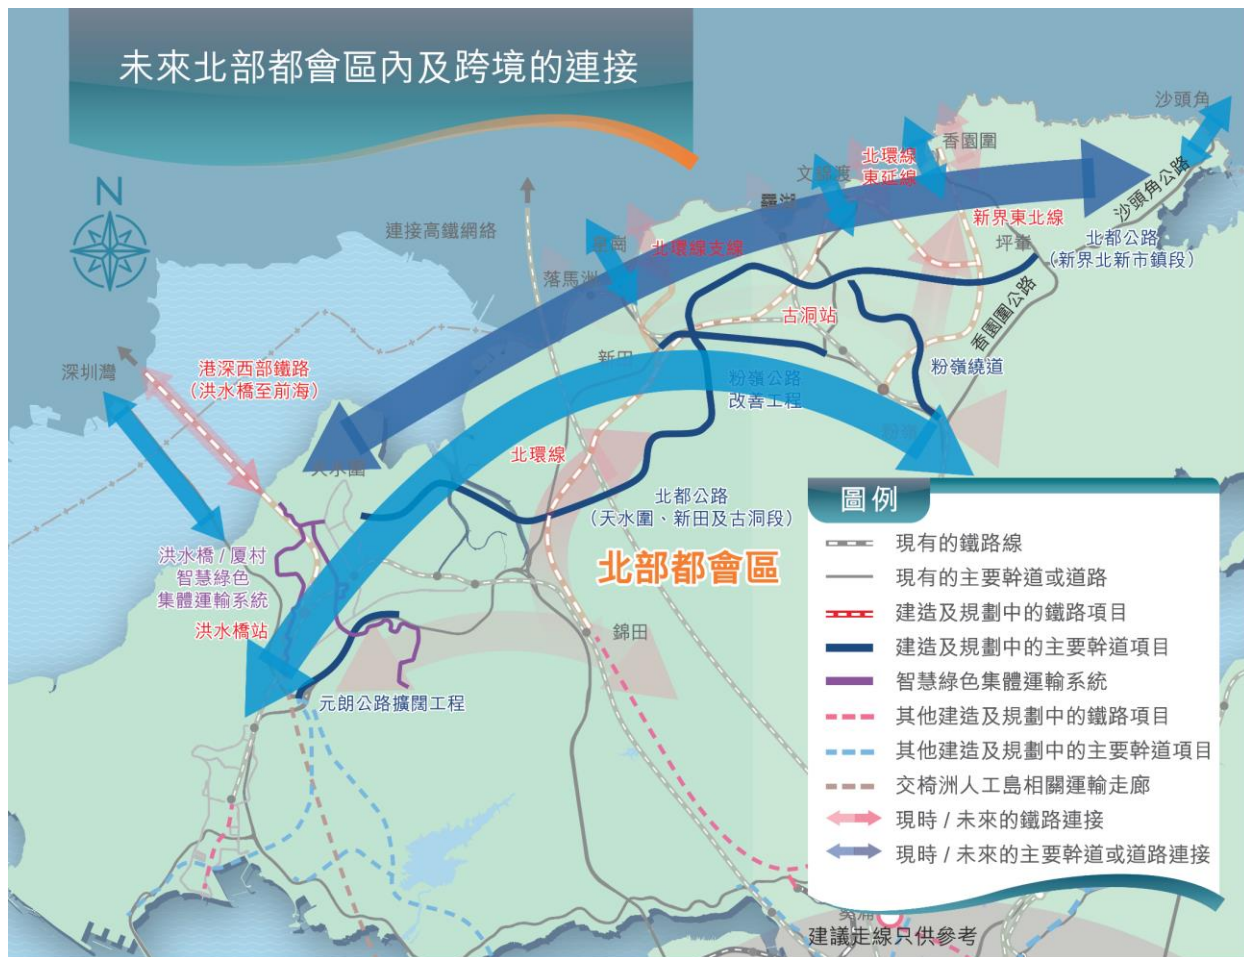 未來北部都會區內及跨境的連接
N
沙頭角
香園圍
北環線
東延線
文錦渡
沙頭角公路
新界東北線
坪輋
北都公路
(新界北新市鎮段)
連接高鐵網絡
北環線支線
落馬洲
古洞站
香園圍公路
深圳灣
港深西部鐵路
(洪水橋至前海)
新田
粉嶺公路
改善工程
粉嶺繞道
粉嶺
天水圍
北環線
北都公路
(天水圍、新田及古洞段)
洪水橋 / 厦村
智慧綠色
集體運輸系統
洪水橋站
北部都會區
錦田
元朗公路擴闊工程
圖例
現有的鐵路線
現有的主要幹道或道路
建造及規劃中的鐵路項目
建造及規劃中的主要幹道項目
智慧綠色集體運輸系統
其他建造及規劃中的鐵路項目
其他建造及規劃中的主要幹道項目
交椅洲人工島相關運輸走廊
現時 / 未來的鐵路連接
現時 / 未來的主要幹道或道路連接
建議走線只供參考